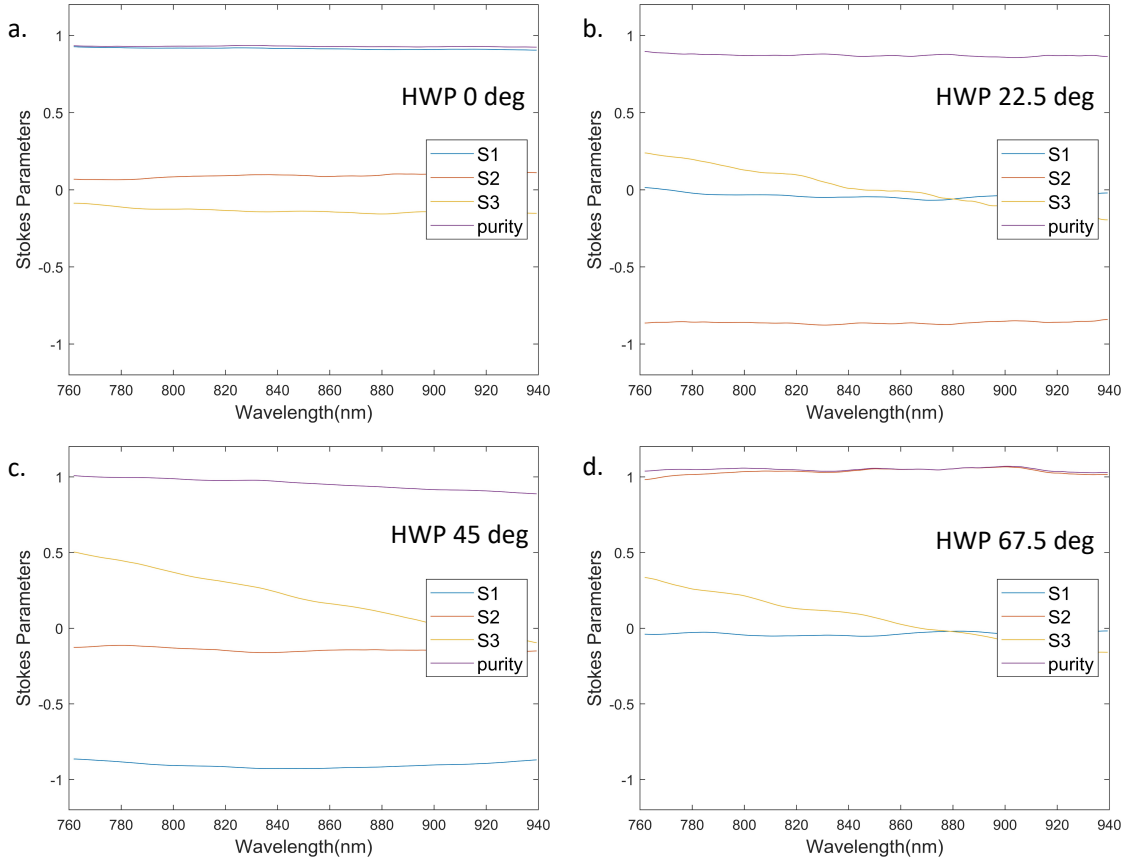 a.
1
0.5
0
-0.5
-1
Stokes Parameters
HWP 0 deg
S1
S2
S3
purity
760 780 800 820 840 860 880 900 920 940
Wavelength(nm)
b.
1
0.5
0
-0.5
-1
Stokes Parameters
HWP 22.5 deg
S1
S2
S3
purity
760 780 800 820 840 860 880 900 920 940
Wavelength(nm)
c.
1
0.5
0
-0.5
-1
Stokes Parameters
HWP 45 deg
S1
S2
S3
purity
760 780 800 820 840 860 880 900 920 940
Wavelength(nm)
d.
1
0.5
0
-0.5
-1
Stokes Parameters
HWP 67.5 deg
S1
S2
S3
purity
760 780 800 820 840 860 880 900 920 940
Wavelength(nm)